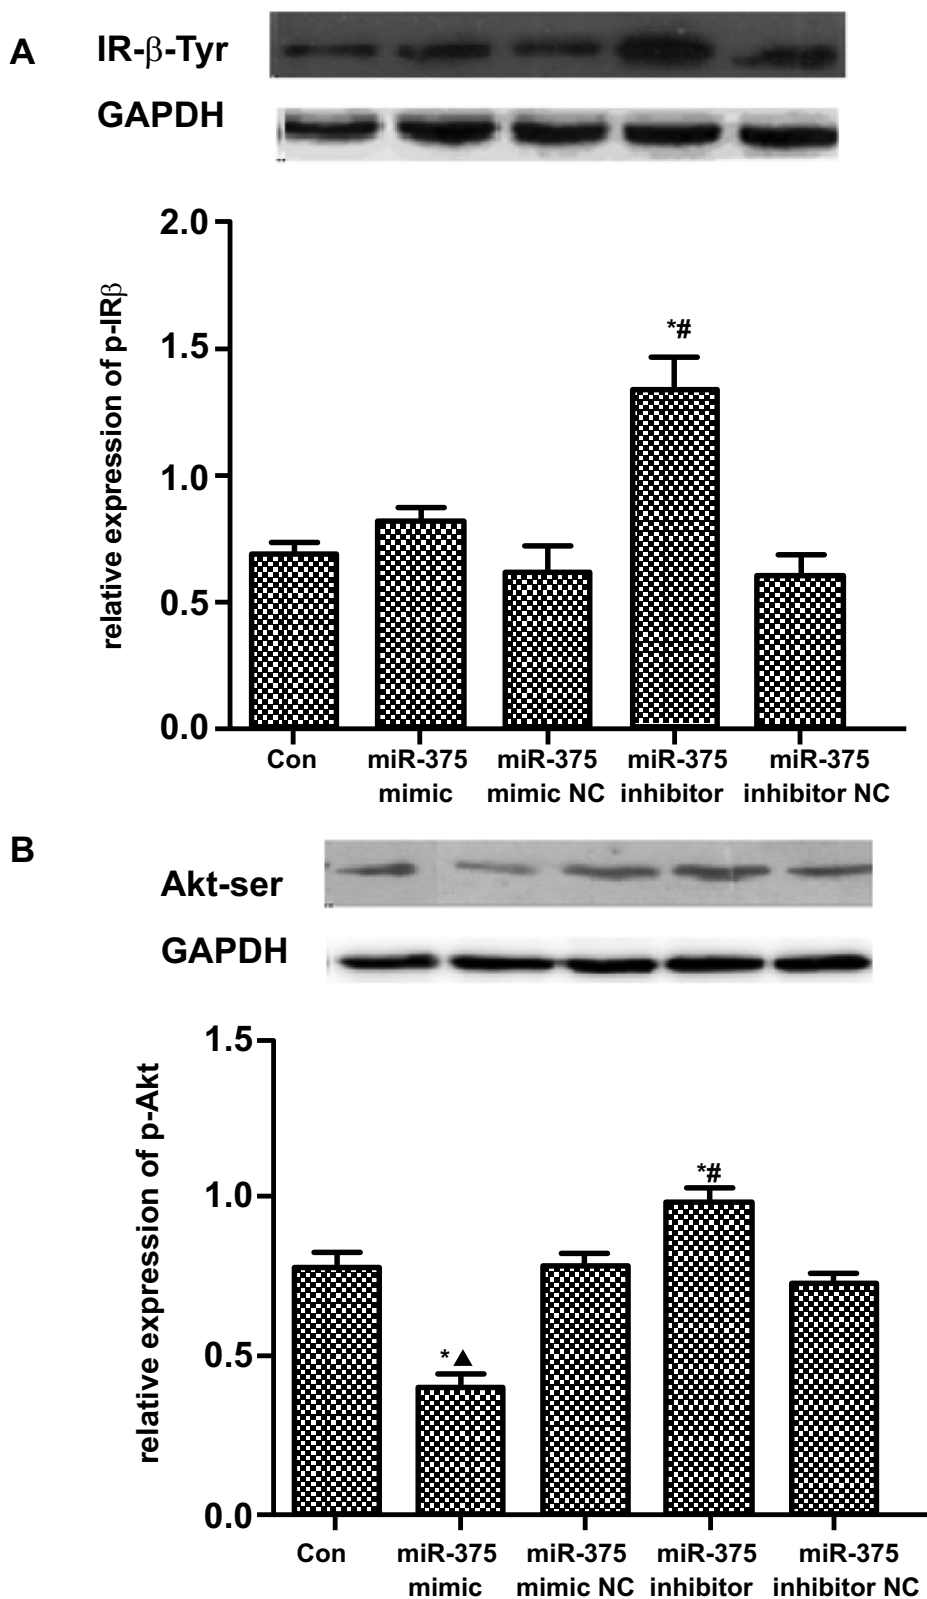 A
IR-β-Tyr
GAPDH
2.0
1.5
1.0
0.5
0.0
relative expression of p-IRβ
*#
Con
miR-375
mimic
miR-375
mimic NC
miR-375
inhibitor
miR-375
inhibitor NC
B
Akt-ser
GAPDH
1.5
1.0
0.5
0.0
relative expression of p-Akt
*▲
*#
Con
miR-375
mimic
miR-375
mimic NC
miR-375
inhibitor
miR-375
inhibitor NC